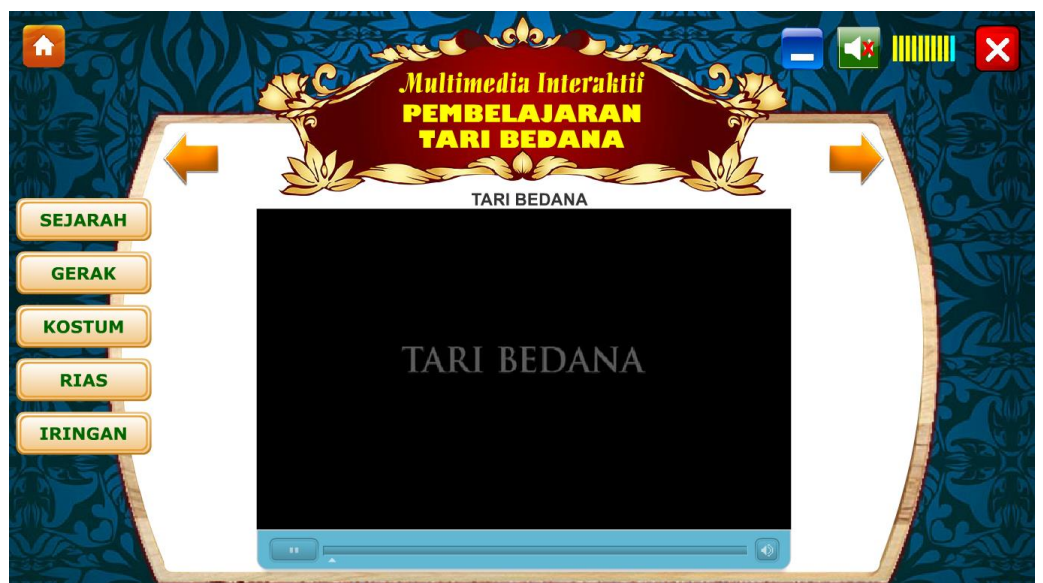 Multimedia Interaktif
PEMBELAJARAN
TARI BEDANA
TARI BEDANA
SEJARAH
GERAK
KOSTUM
RIAS
IRINGAN
TARI BEDANA